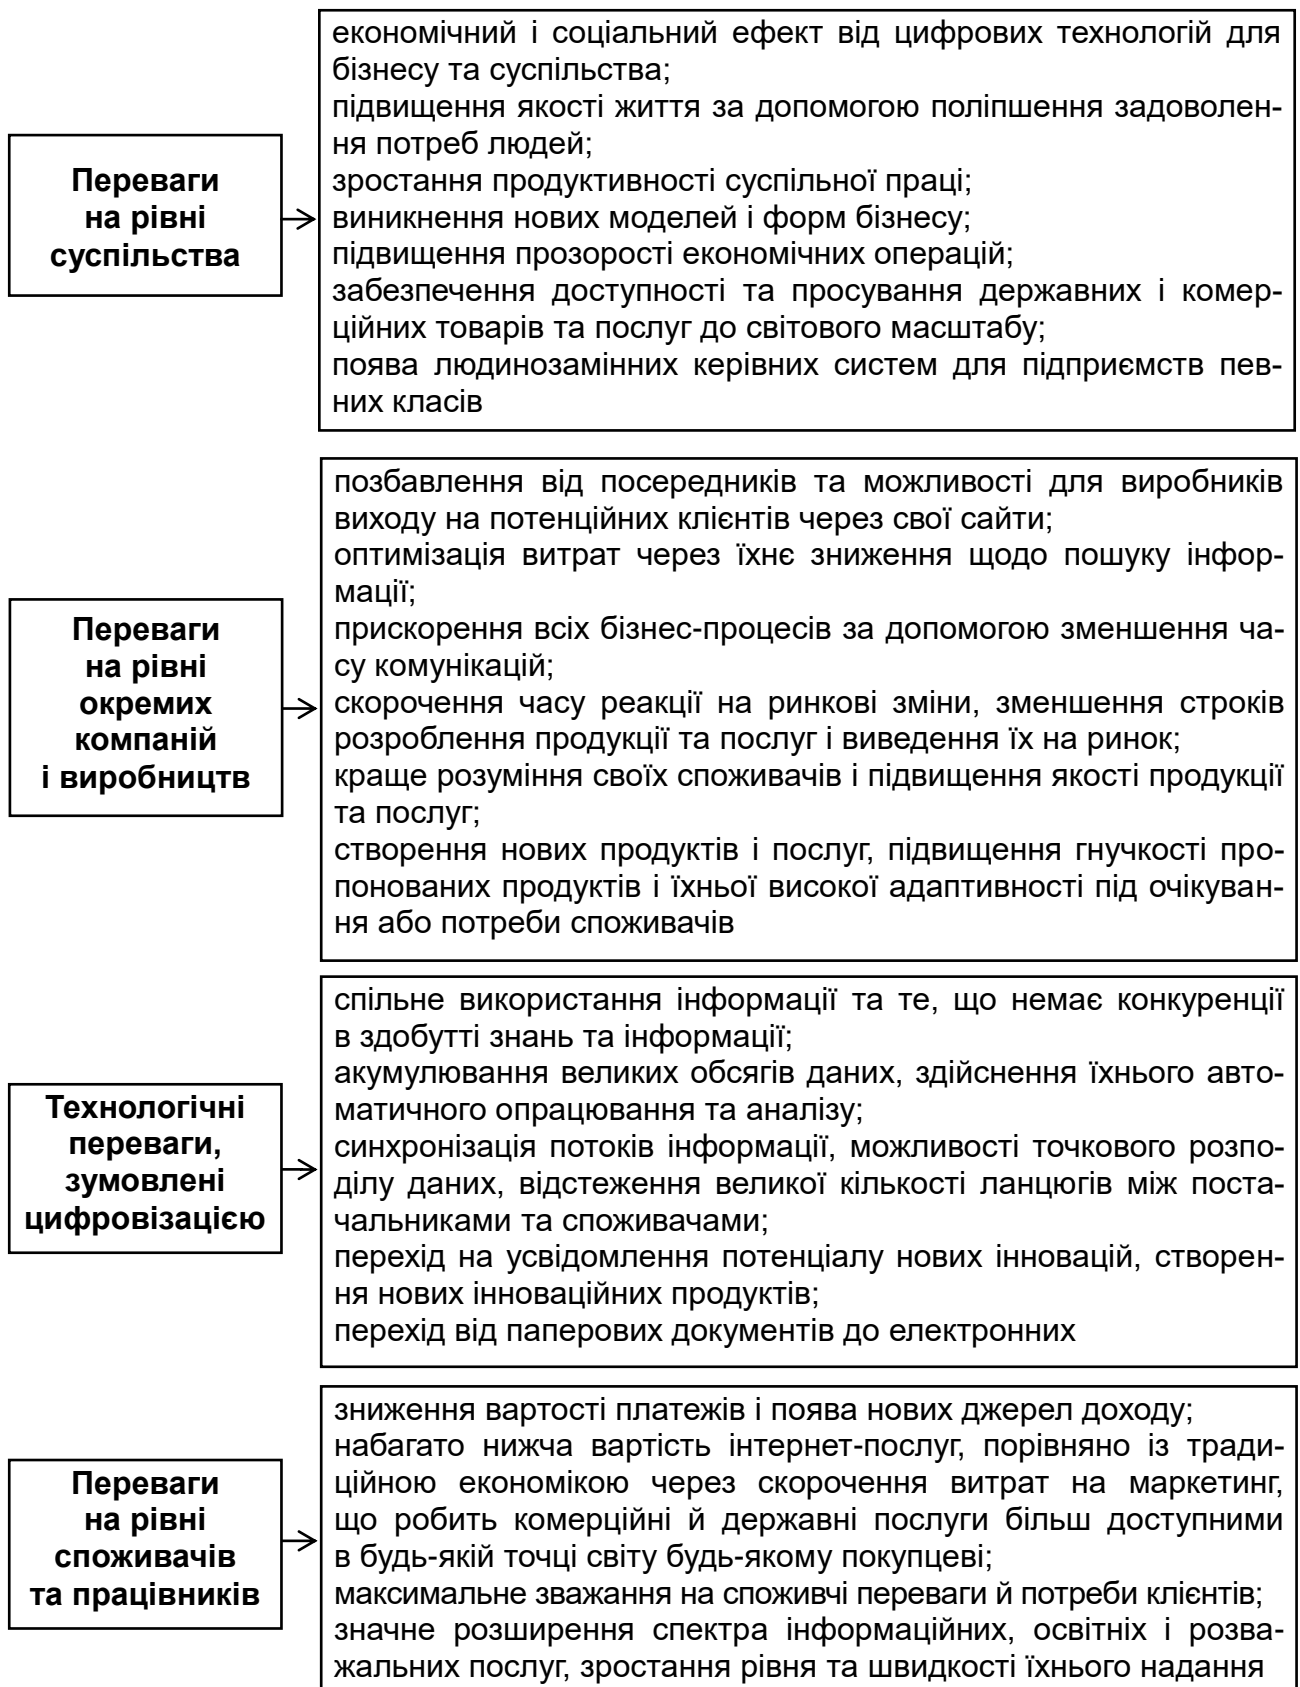 Переваги
на рівні
суспільства
економічний і соціальний ефект від цифрових технологій для
бізнесу та суспільства;
підвищення якості життя за допомогою поліпшення задоволен-
ня потреб людей;
зростання продуктивності суспільної праці;
виникнення нових моделей і форм бізнесу;
підвищення прозорості економічних операцій;
забезпечення доступності та просування державних і комер-
ційних товарів та послуг до світового масштабу;
поява людинозамінних керівних систем для підприємств пев-
них класів
Переваги
на рівні
окремих
компаній
і виробництв
позбавлення від посередників та можливості для виробників
виходу на потенційних клієнтів через свої сайти;
оптимізація витрат через їхнє зниження щодо пошуку інфор-
мації;
прискорення всіх бізнес-процесів за допомогою зменшення ча-
су комунікацій;
скорочення часу реакції на ринкові зміни, зменшення строків
розроблення продукції та послуг і виведення їх на ринок;
краще розуміння своїх споживачів і підвищення якості продукції
та послуг;
створення нових продуктів і послуг, підвищення гнучкості про-
понованих продуктів і їхньої високої адаптивності під очікуван-
ня або потреби споживачів
Технологічні
переваги,
зумовлені
цифровізацією
спільне використання інформації та те, що немає конкуренції
в здобутті знань та інформації;
акумулювання великих обсягів даних, здійснення їхнього авто-
матичного опрацювання та аналізу;
синхронізація потоків інформації, можливості точкового розпо-
ділу даних, відстеження великої кількості ланцюгів між поста-
чальниками та споживачами;
перехід на усвідомлення потенціалу нових інновацій, створен-
ня нових інноваційних продуктів;
перехід від паперових документів до електронних
Переваги
на рівні
споживачів
та працівників
зниження вартості платежів і поява нових джерел доходу;
набагато нижча вартість інтернет-послуг, порівняно із тради-
ційною економікою через скорочення витрат на маркетинг,
що робить комерційні й державні послуги більш доступними
в будь-якій точці світу будь-якому покупцеві;
максимальне зважання на споживчі переваги й потреби клієнтів;
значне розширення спектра інформаційних, освітніх і розва-
жальних послуг, зростання рівня та швидкості їхнього надання